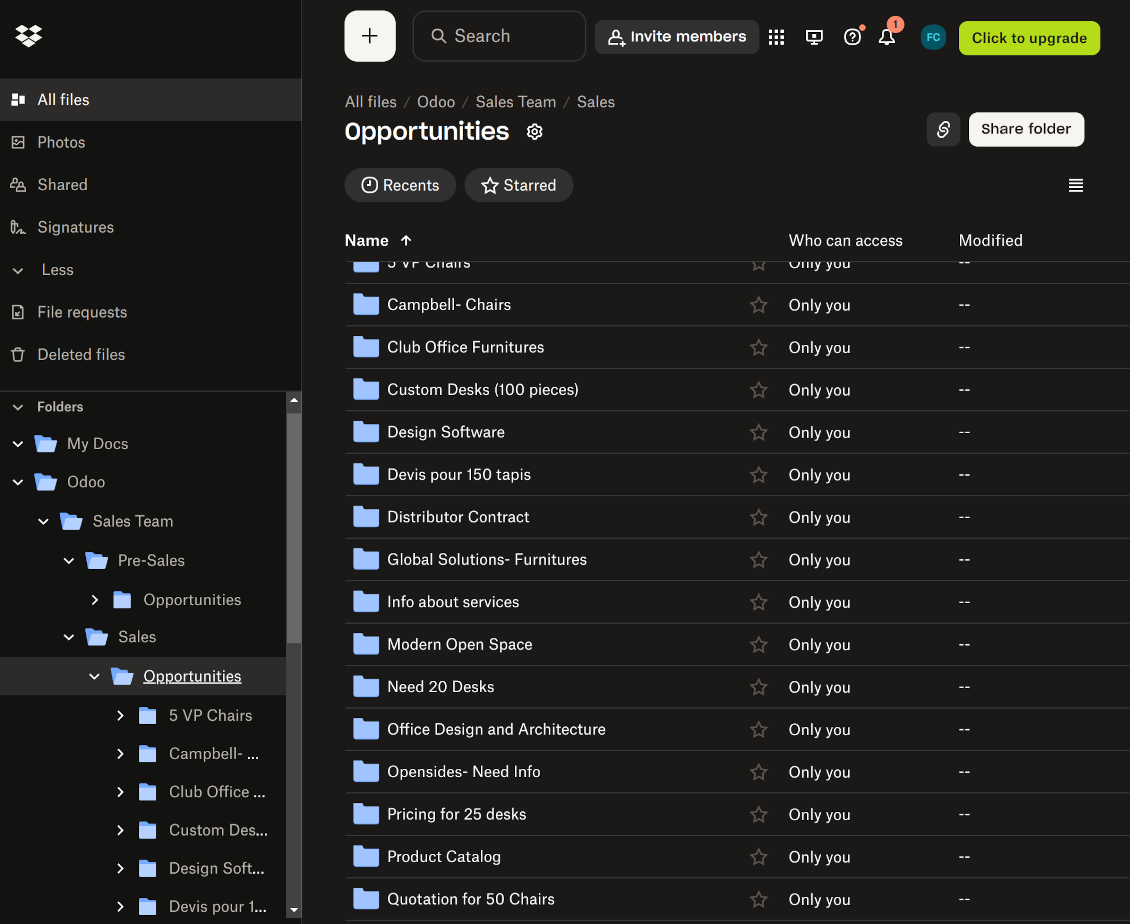 Search
Invite members
1
FC
Click to upgrade
All files
Photos
Shared
Signatures
Less
File requests
Deleted files
Folders
My Docs
Odoo
Sales Team
Pre-Sales
Opportunities
Sales
Opportunities
5 VP Chairs
Campbell- ...
Club Office ...
Custom Des...
Design Soft...
Devis pour 1...
All files / Odoo / Sales Team / Sales
Opportunities
Share folder
Recents
Starred
Name Who can access Modified
5 VP Chairs Only you --
Campbell- Chairs Only you --
Club Office Furnitures Only you --
Custom Desks (100 pieces) Only you --
Design Software Only you --
Devis pour 150 tapis Only you --
Distributor Contract Only you --
Global Solutions- Furnitures Only you --
Info about services Only you --
Modern Open Space Only you --
Need 20 Desks Only you --
Office Design and Architecture Only you --
Opensides- Need Info Only you --
Pricing for 25 desks Only you --
Product Catalog Only you --
Quotation for 50 Chairs Only you --